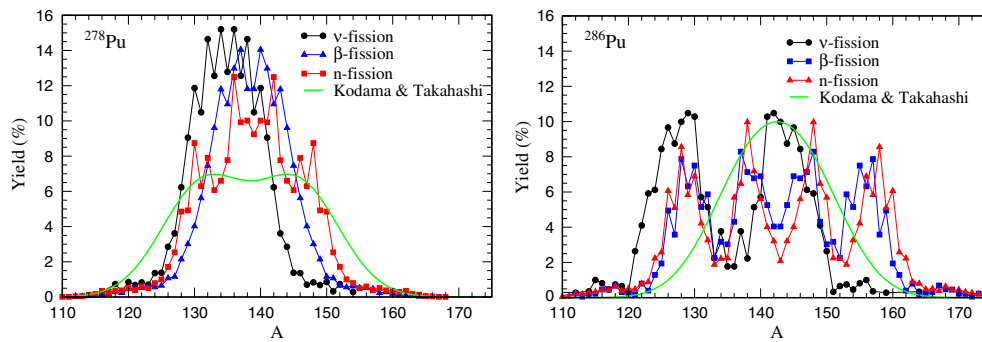 16
14
12
10
8
6
4
2
0
Yield (%)
²⁷⁸Pu
ν-fission
β-fission
n-fission
Kodama & Takahashi
110 120 130 140 150 160 170
A
16
14
12
10
8
6
4
2
0
Yield (%)
²⁸⁶Pu
ν-fission
β-fission
n-fission
Kodama & Takahashi
110 120 130 140 150 160 170
A